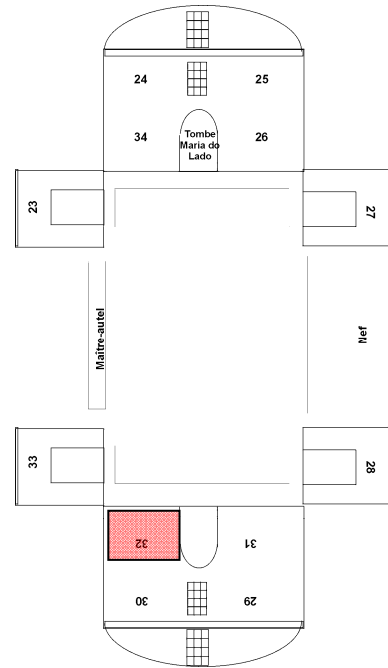 24 25
34 26
Tombe
Maria do
Lado
23
27
Maître-autel
Nef
33
28
32 31
30 29